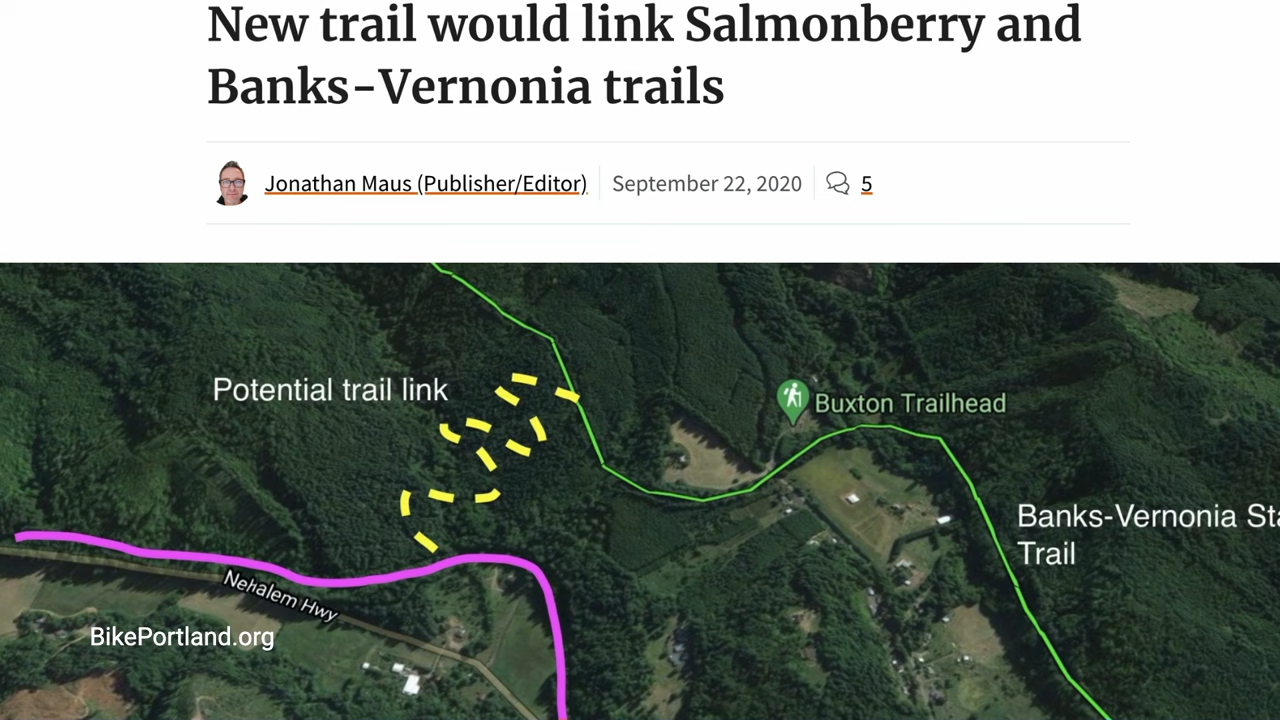 New trail would link Salmonberry and
Banks-Vernonia trails
Jonathan Maus (Publisher/Editor)
September 22, 2020
5
Potential trail link
Buxton Trailhead
Banks-Vernonia
Trail
Nehalem Hwy
BikePortland.org